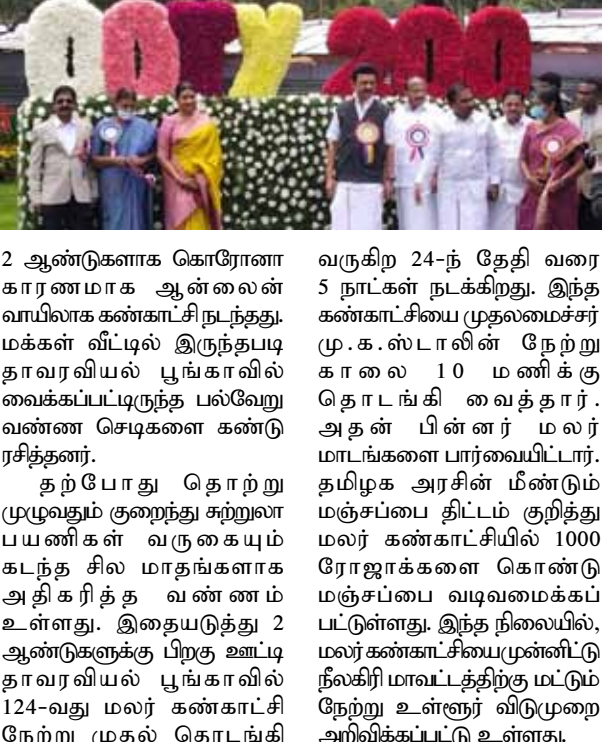 OOTY 200
2 ஆண்டுகளாக கொரோனா
காரணமாக ஆன்லைன்
வாயிலாக கண்காட்சி நடந்தது.
மக்கள் வீட்டில் இருந்தபடி
தாவரவியல் பூங்காவில்
வைக்கப்பட்டிருந்த பல்வேறு
வண்ண செடிகளை கண்டு
ரசித்தனர்.
தற்போது தொற்று
முழுவதும் குறைந்து சுற்றுலா
பயணிகள் வருகையும்
கடந்த சில மாதங்களாக
அதிகரித்த வண்ணம்
உள்ளது. இதையடுத்து 2
ஆண்டுகளுக்கு பிறகு ஊட்டி
தாவரவியல் பூங்காவில்
124-வது மலர் கண்காட்சி
நேற்று முதல் தொடங்கி
வருகிற 24-ந் தேதி வரை
5 நாட்கள் நடக்கிறது. இந்த
கண்காட்சியை முதலமைச்சர்
மு.க.ஸ்டாலின் நேற்று
காலை 10 மணிக்கு
தொடங்கி வைத்தார்.
அதன் பின்னர் மலர்
மாடங்களை பார்வையிட்டார்.
தமிழக அரசின் மீண்டும்
மஞ்சப்பை திட்டம் குறித்து
மலர் கண்காட்சியில் 1000
ரோஜாக்களை கொண்டு
மஞ்சப்பை வடிவமைக்கப்
பட்டுள்ளது. இந்த நிலையில்,
மலர் கண்காட்சியைமுன்னிட்டு
நீலகிரி மாவட்டத்திற்கு மட்டும்
நேற்று உள்ளூர் விடுமுறை
அறிவிக்கப்பட்டு உள்ளது.